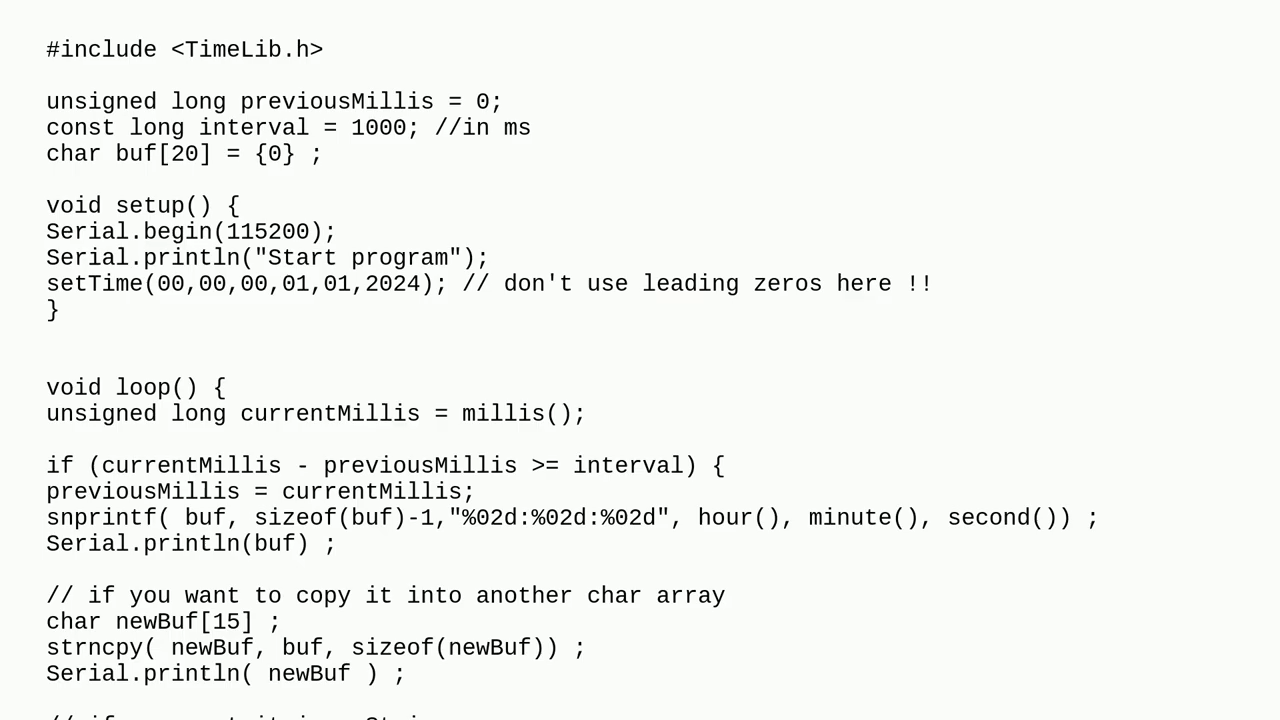 #include <TimeLib.h>
unsigned long previousMillis = 0;
const long interval = 1000; //in ms
char buf[20] = {0} ;
void setup() {
Serial.begin(115200);
Serial.println("Start program");
setTime(00,00,00,01,01,2024); // don't use leading zeros here !!
}
void loop() {
unsigned long currentMillis = millis();
if (currentMillis - previousMillis >= interval) {
previousMillis = currentMillis;
snprintf( buf, sizeof(buf)-1,"%02d:%02d:%02d", hour(), minute(), second()) ;
Serial.println(buf) ;
// if you want to copy it into another char array
char newBuf[15] ;
strncpy( newBuf, buf, sizeof(newBuf)) ;
Serial.println( newBuf ) ;